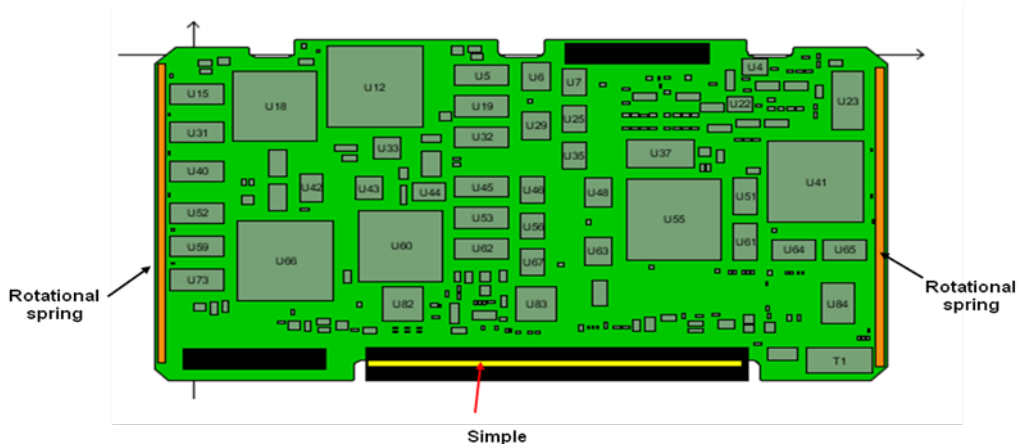 U4
U5
U6
U7
U12
U15
U18
U19
U22
U23
U25
U29
U31
U32
U33
U35
U37
U40
U41
U42
U43
U44
U45
U46
U48
U51
U52
U53
U55
U56
U59
U60
U61
U62
U63
U64
U65
U66
U67
U73
U82
U83
U84
T1
Rotational
spring
Rotational
spring
Simple